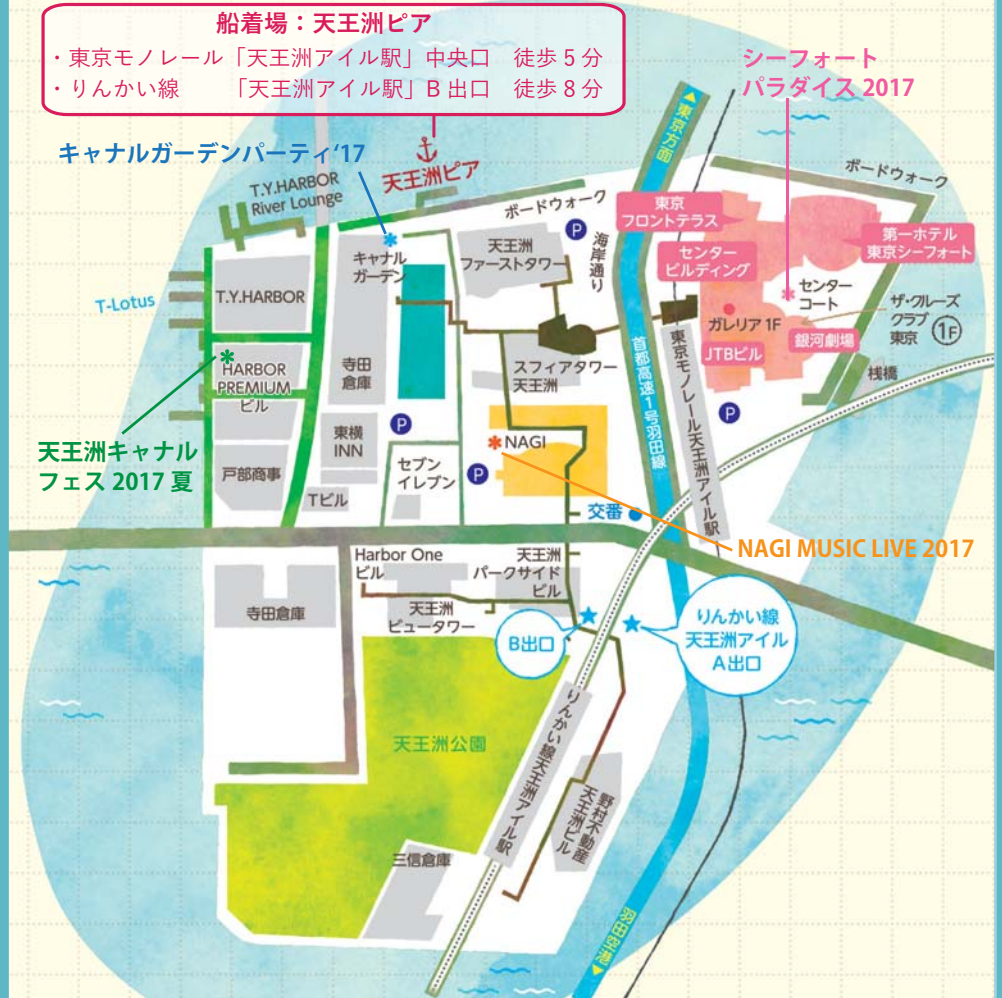 船着場：天王洲ピア
・東京モノレール「天王洲アイル駅」中央口 徒歩5分
・りんかい線 「天王洲アイル駅」B出口 徒歩8分
シーフォート
パラダイス 2017
キャナルガーデンパーティ‘17
天王洲ピア
▲東京方面
ボードウォーク
T.Y.HARBOR
River Lounge
ボードウォーク
P
海岸通り
東京
フロントテラス
第一ホテル
東京シーフォート
キャナル
ガーデン
天王洲
ファーストタワー
センター
ビルディング
T-Lotus
T.Y.HARBOR
センター
コート
ザ・クルーズ
クラブ
東京
1F
ガレリア 1F
銀河劇場
JTBビル
HARBOR
PREMIUM
ビル
寺田
倉庫
スフィアタワー
天王洲
首都高速1号羽田線
東京モノレール天王洲アイル駅
桟橋
P
天王洲キャナル
フェス 2017 夏
東横
INN
P
NAGI
戸部商事
セブン
イレブン
P
Tビル
交番
NAGI MUSIC LIVE 2017
Harbor One
ビル
天王洲
パークサイド
ビル
寺田倉庫
天王洲
ビュータワー
B出口
りんかい線
天王洲アイル
A出口
天王洲公園
りんかい線天王洲アイル駅
野村不動産
天王洲ビル
三信倉庫
羽田空港▼